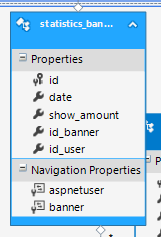 statistics_ban...
Properties
id
date
show_amount
id_banner
id_user
Navigation Properties
aspnetuser
banner